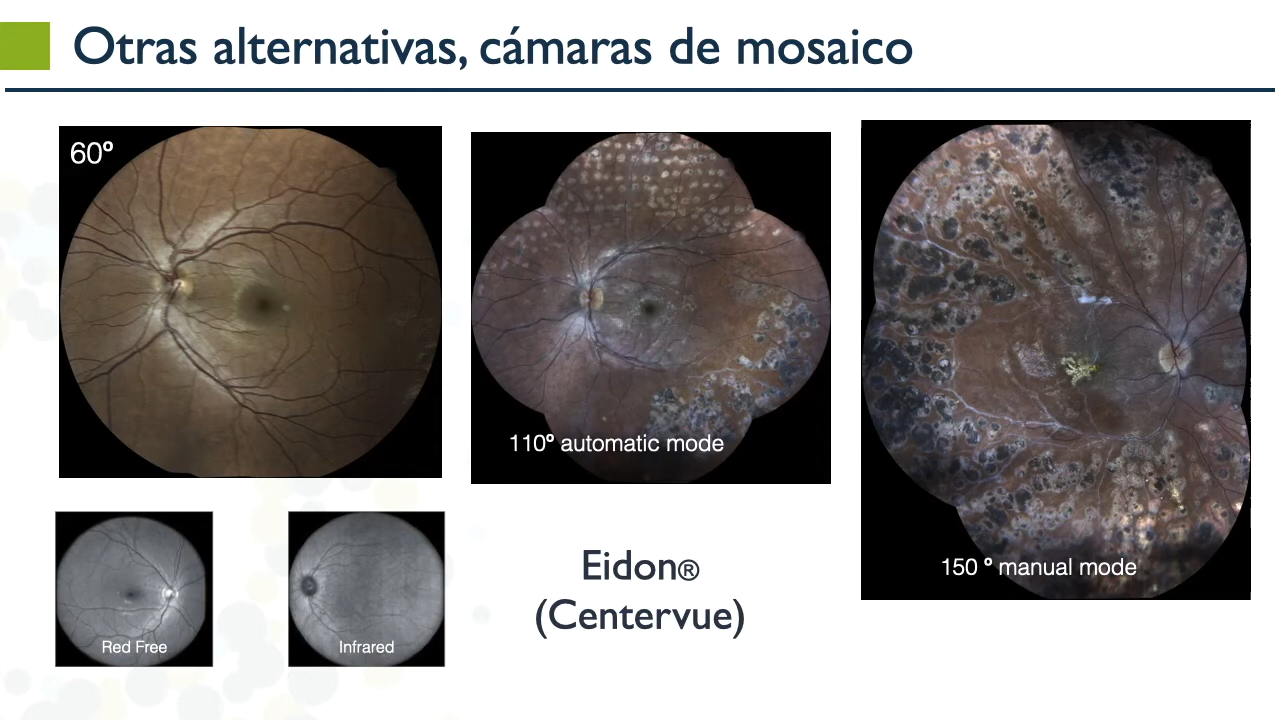 Otras alternativas, cámaras de mosaico
60º
110º automatic mode
150 º manual mode
Red Free
Infrared
Eidon®
(Centervue)